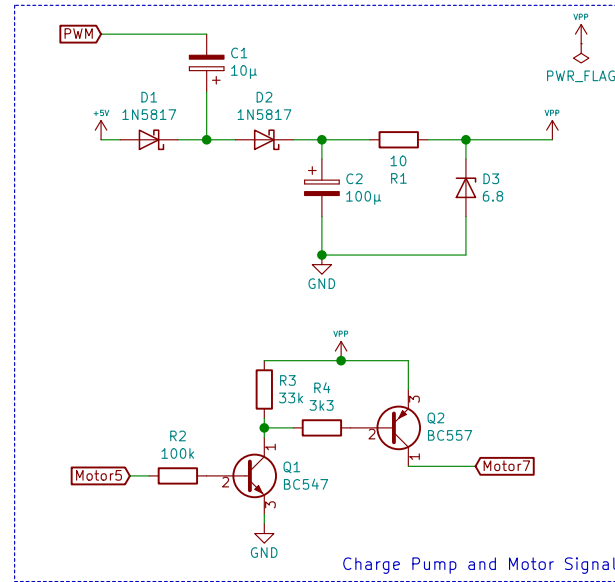 VPP
PWM
C1
10µ
+
PWR_FLAG
D1
1N5817
D2
1N5817
+5V
VPP
+
C2
100µ
10
R1
D3
6.8
GND
VPP
R3
33k
R4
3k3
3
Q2
BC557
2
1
Motor7
R2
100k
1
Motor5
2
Q1
BC547
3
GND
Charge Pump and Motor Signal